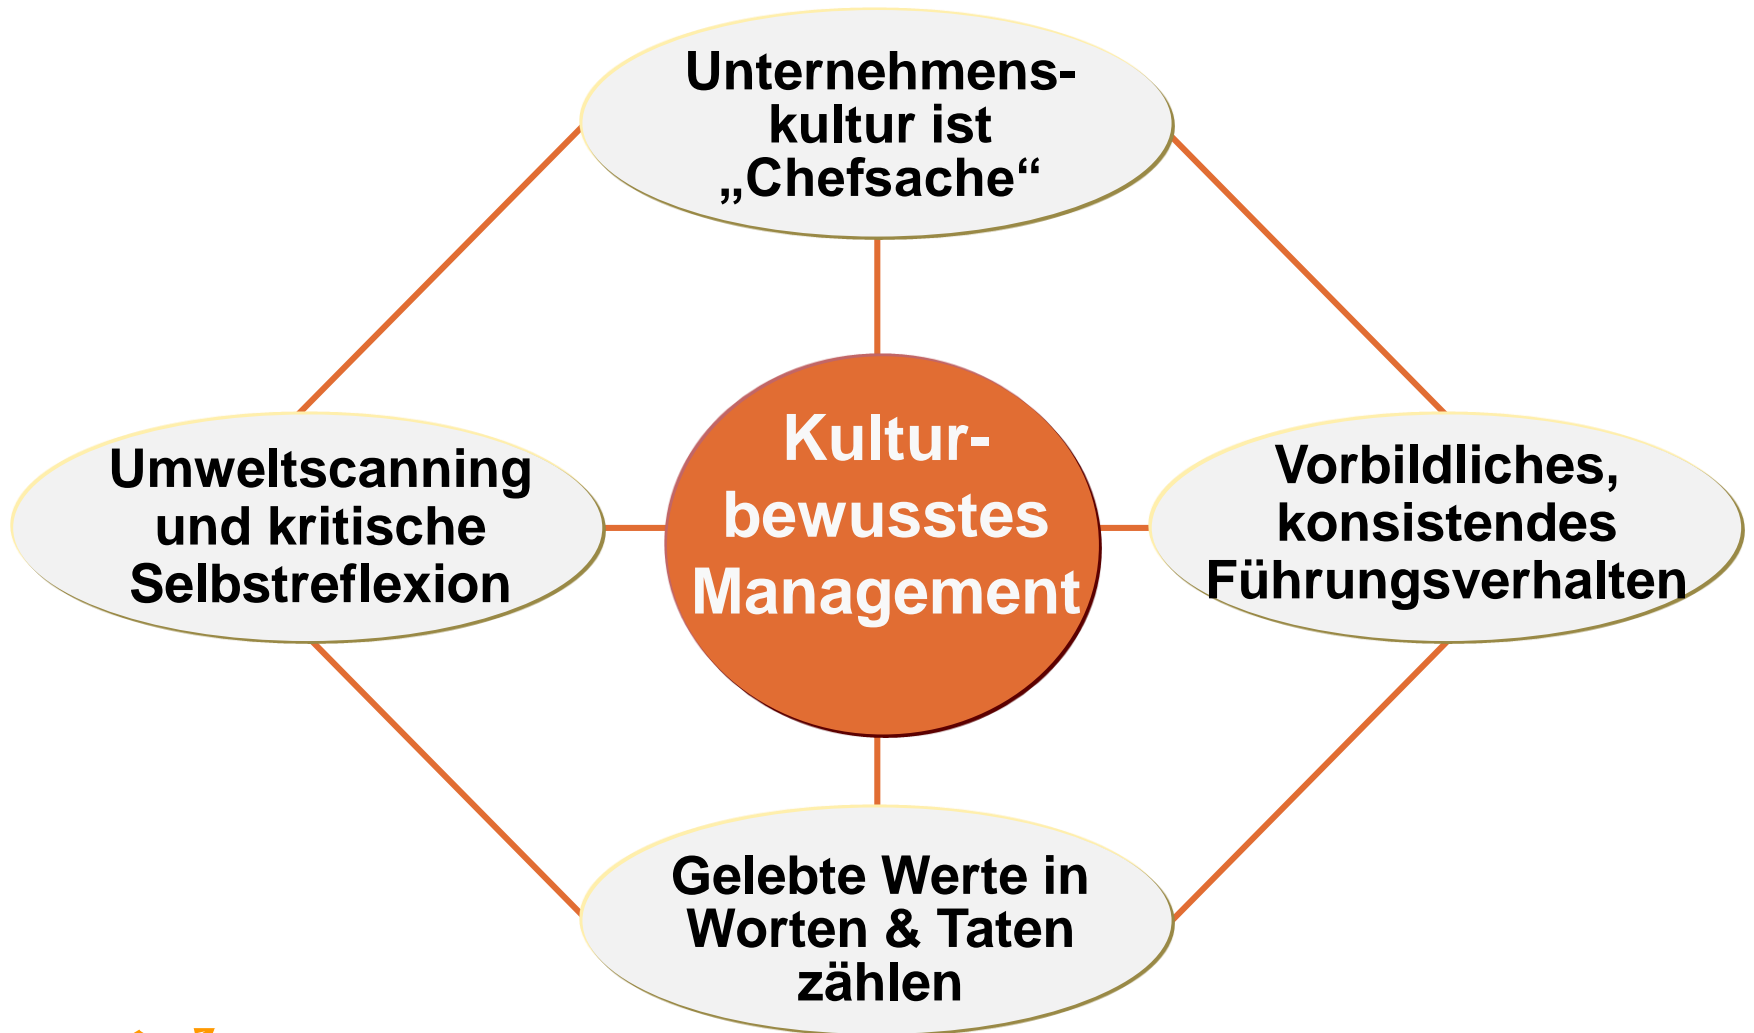 Unternehmens-
kultur ist
„Chefsache“
Umweltscanning
und kritische
Selbstreflexion
Kultur-
bewusstes
Management
Vorbildliches,
konsistendes
Führungsverhalten
Gelebte Werte in
Worten & Taten
zählen